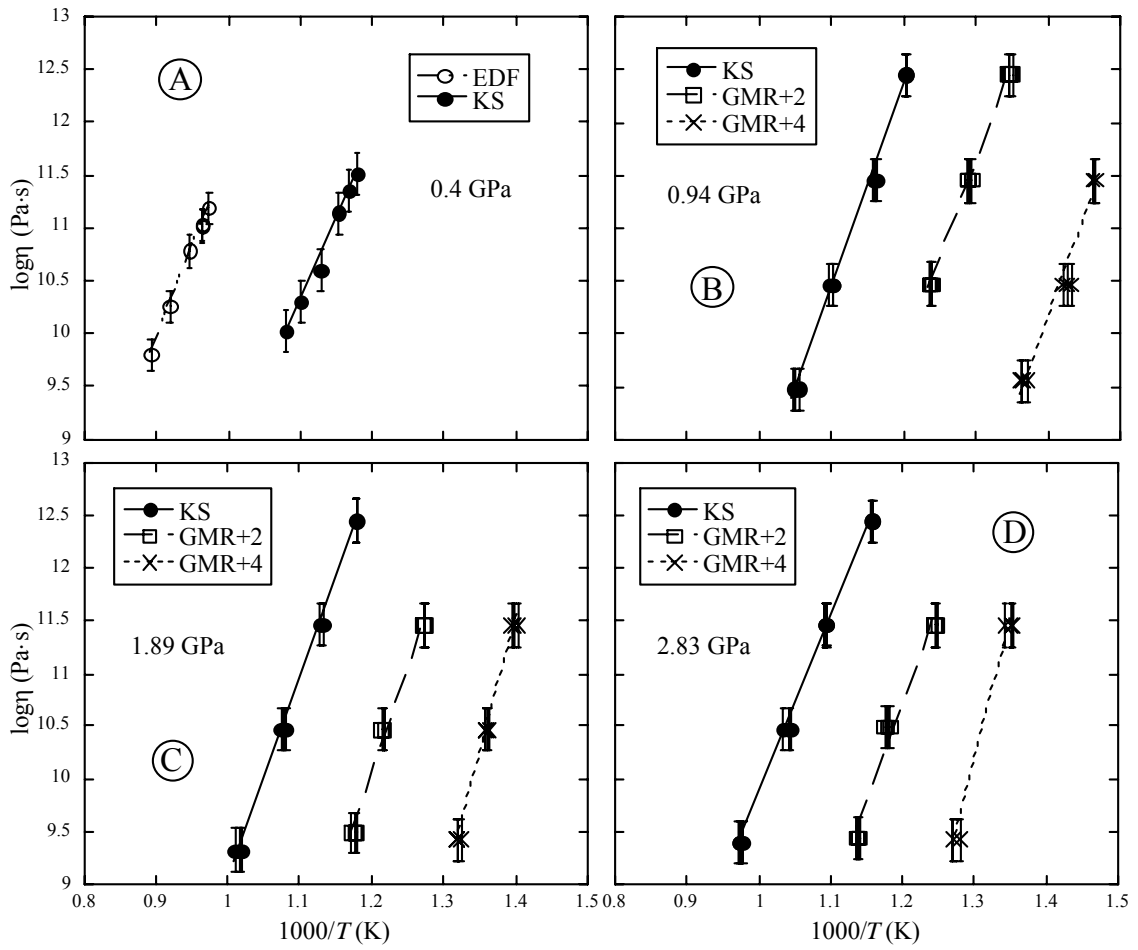 13
12.5
12
11.5
11
10.5
10
9.5
9
logη (Pa·s)
A
EDF
KS
0.4 GPa
KS
GMR+2
GMR+4
0.94 GPa
B
13
12.5
12
11.5
11
10.5
10
9.5
9
logη (Pa·s)
KS
GMR+2
GMR+4
1.89 GPa
C
0.8 0.9 1 1.1 1.2 1.3 1.4
1000/T (K)
KS
GMR+2
GMR+4
D
2.83 GPa
0.8 0.9 1 1.1 1.2 1.3 1.4 1.5
1000/T (K)